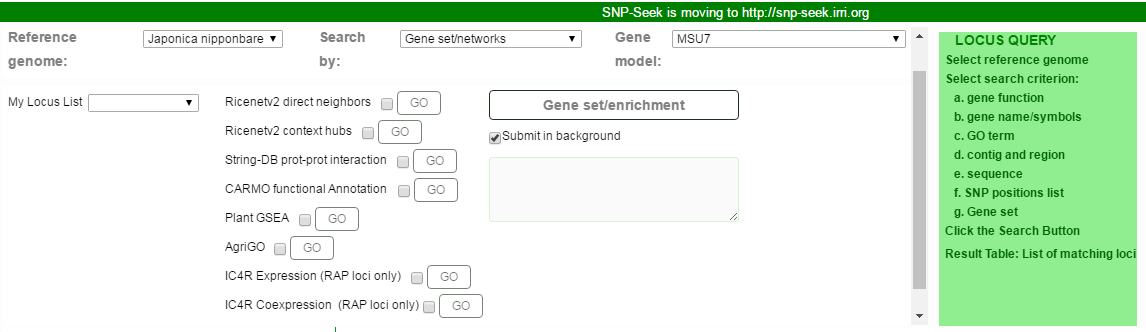 SNP-Seek is moving to http://snp-seek.irri.org
Reference genome: Japonica nipponbare Search by: Gene set/networks Gene model: MSU7
My Locus List
Ricenetv2 direct neighbors GO
Ricenetv2 context hubs GO
String-DB prot-prot interaction GO
CARMO functional Annotation GO
Plant GSEA GO
AgriGO GO
IC4R Expression (RAP loci only) GO
IC4R Coexpression (RAP loci only) GO
Gene set/enrichment
Submit in background
LOCUS QUERY
Select reference genome
Select search criterion:
a. gene function
b. gene name/symbols
c. GO term
d. contig and region
e. sequence
f. SNP positions list
g. Gene set
Click the Search Button
Result Table: List of matching loci